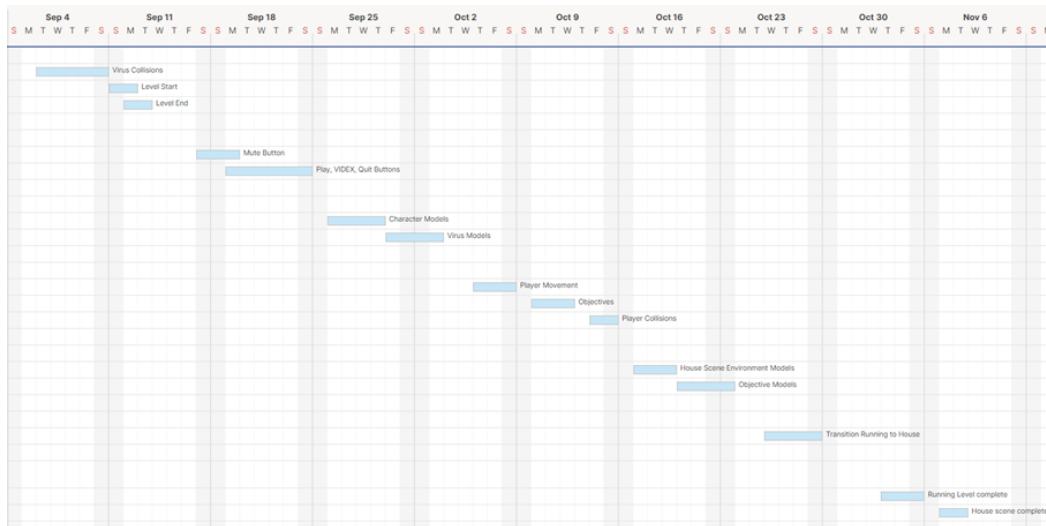 Sep 4 Sep 11 Sep 18 Sep 25 Oct 2 Oct 9 Oct 16 Oct 23 Oct 30 Nov 6
S M T W T F S S M T W T F S S M T W T F S S M T W T F S S M T W T F S S M T W T F S S M T W T F S S M T W T F S S M T W T F S S M T W T F S S
Virus Collisions
Level Start
Level End
Mute Button
Play, VIDEX, Quit Buttons
Character Models
Virus Models
Player Movement
Objectives
Player Collisions
House Scene Environment Models
Objective Models
Transition Running to House
Running Level complete
House scene complete